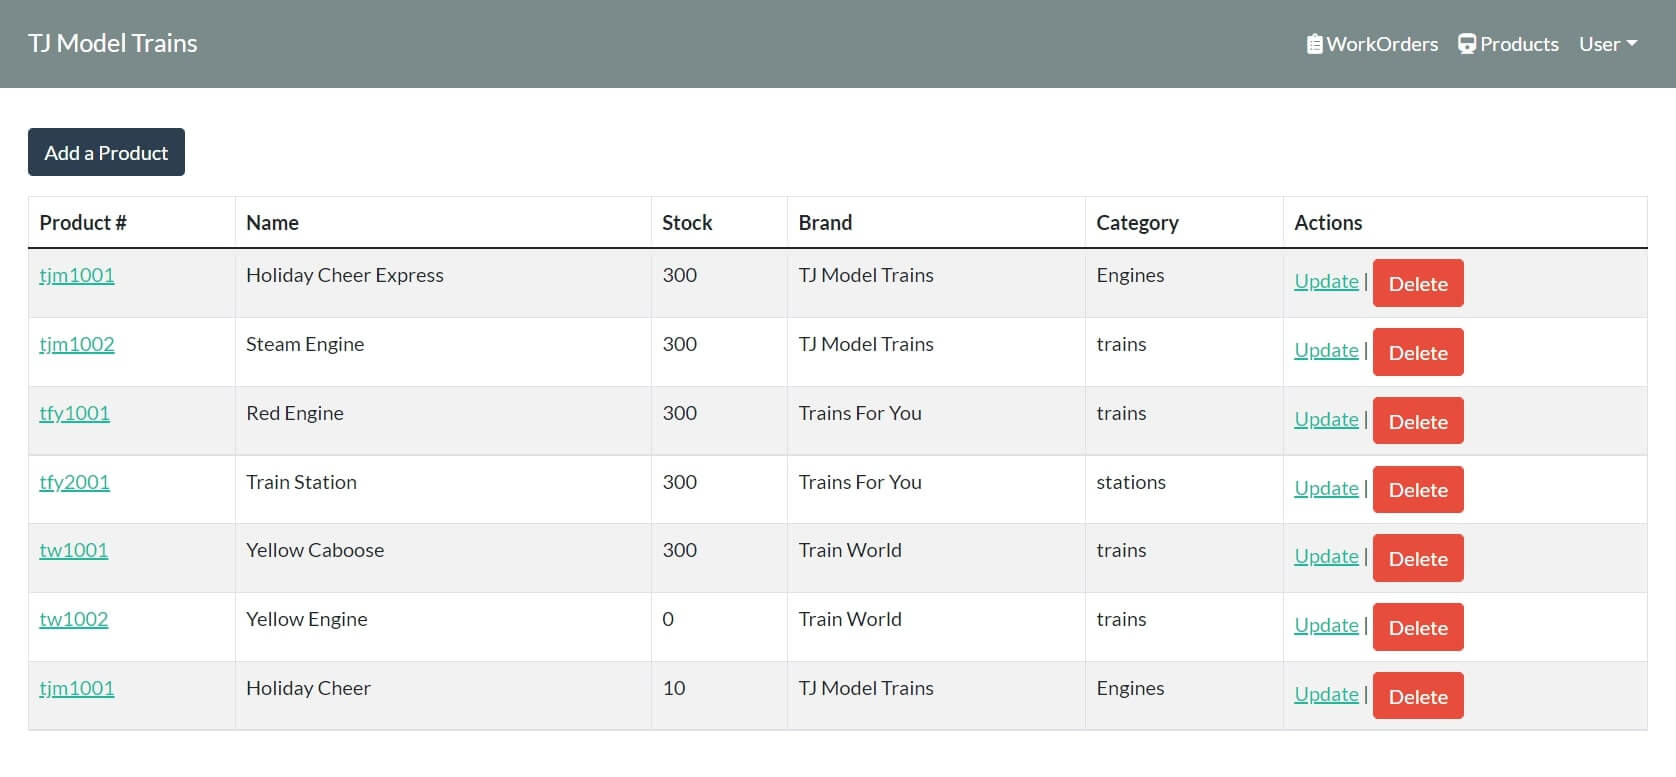 TJ Model Trains WorkOrders Products User
Add a Product
Product # Name Stock Brand Category Actions
tjm1001 Holiday Cheer Express 300 TJ Model Trains Engines Update | Delete
tjm1002 Steam Engine 300 TJ Model Trains trains Update | Delete
tfy1001 Red Engine 300 Trains For You trains Update | Delete
tfy2001 Train Station 300 Trains For You stations Update | Delete
tw1001 Yellow Caboose 300 Train World trains Update | Delete
tw1002 Yellow Engine 0 Train World trains Update | Delete
tjm1001 Holiday Cheer 10 TJ Model Trains Engines Update | Delete